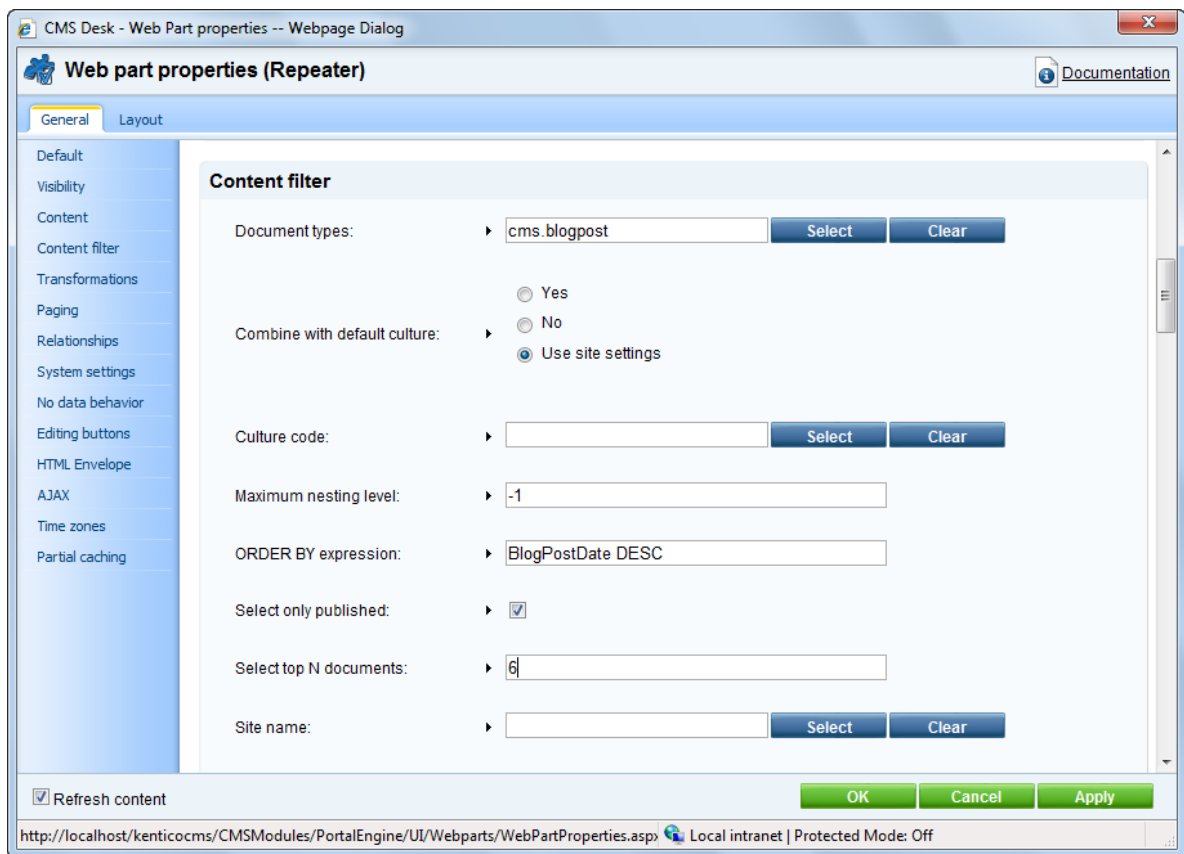 CMS Desk - Web Part properties -- Webpage Dialog
x
Web part properties (Repeater)
Documentation
General
Layout
Default
Visibility
Content
Content filter
Transformations
Paging
Relationships
System settings
No data behavior
Editing buttons
HTML Envelope
AJAX
Time zones
Partial caching
Content filter
Document types:
cms.blogpost
Select
Clear
Combine with default culture:
Yes
No
Use site settings
Culture code:
Select
Clear
Maximum nesting level:
-1
ORDER BY expression:
BlogPostDate DESC
Select only published:
Select top N documents:
6
Site name:
Select
Clear
Refresh content
OK
Cancel
Apply
http://localhost/kenticocms/CMSModules/PortalEngine/UI/Webparts/WebPartProperties.aspx
Local intranet | Protected Mode: Off